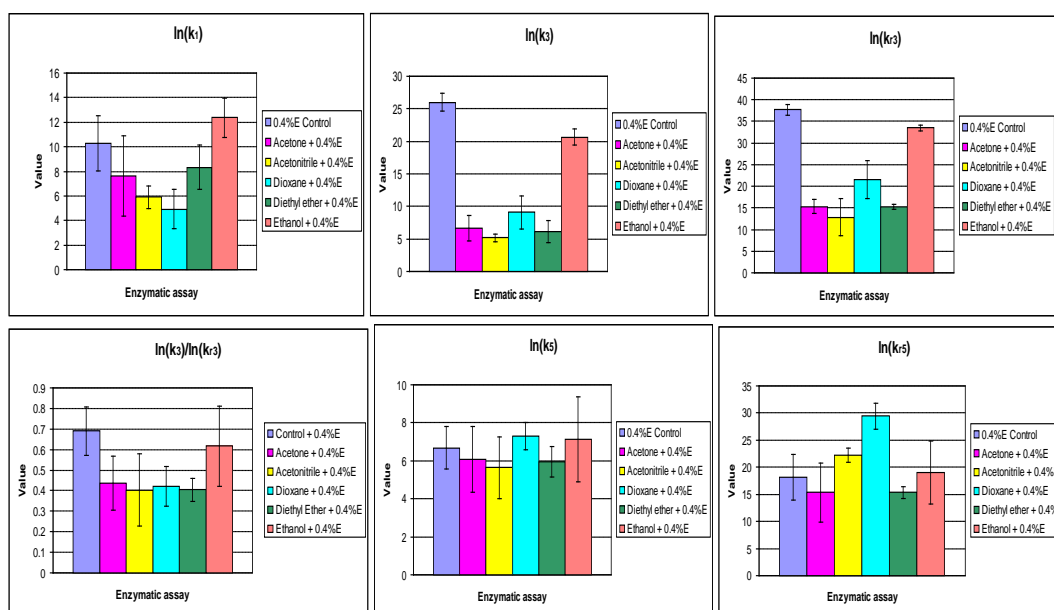 ln(k1)
16
14
12
10
8
6
4
2
0
Value
Enzymatic assay
0.4%E Control
Acetone + 0.4%E
Acetonitrile + 0.4%E
Dioxane + 0.4%E
Diethyl ether + 0.4%E
Ethanol + 0.4%E
ln(k3)
30
25
20
15
10
5
0
Value
Enzymatic assay
0.4%E Control
Acetone + 0.4%E
Acetonitrile + 0.4%E
Dioxane + 0.4%E
Diethyl ether + 0.4%E
Ethanol + 0.4%E
ln(kr3)
45
40
35
30
25
20
15
10
5
0
Value
Enzymatic assay
0.4%E Control
Acetone + 0.4%E
Acetonitrile + 0.4%E
Dioxane + 0.4%E
Diethyl ether + 0.4%E
Ethanol + 0.4%E
ln(k3)/ln(kr3)
0.9
0.8
0.7
0.6
0.5
0.4
0.3
0.2
0.1
0
Value
Enzymatic assay
Control + 0.4%E
Acetone + 0.4%E
Acetonitrile + 0.4%E
Dioxane + 0.4%E
Diethyl Ether + 0.4%E
Ethanol + 0.4%E
ln(k5)
10
8
6
4
2
0
Value
Enzymatic assay
0.4%E Control
Acetone + 0.4%E
Acetonitrile + 0.4%E
Dioxane + 0.4%E
Diethyl ether + 0.4%E
Ethanol + 0.4%E
ln(kr5)
35
30
25
20
15
10
5
0
Value
Enzymatic assay
0.4%E Control
Acetone + 0.4%E
Acetonitrile + 0.4%E
Dioxane + 0.4%E
Diethyl ether + 0.4%E
Ethanol + 0.4%E